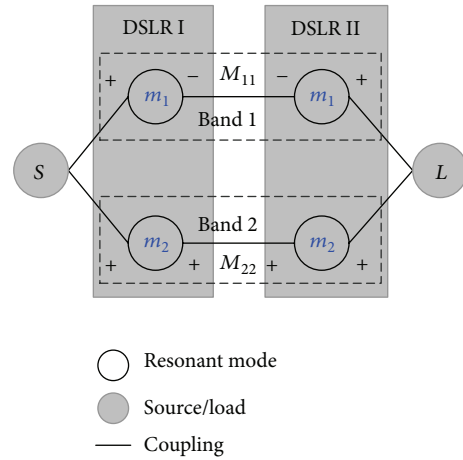 DSLR I DSLR II
+ − M11 − +
m1 m1
Band 1
S L
Band 2
m2 m2
+ + M22 + +
Resonant mode
Source/load
Coupling